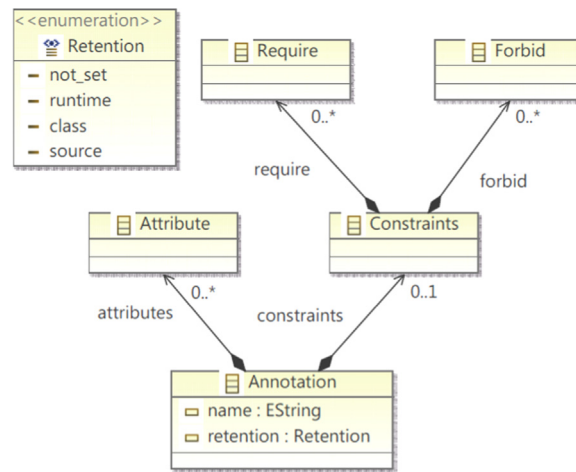 <<enumeration>>
Retention
not_set
runtime
class
source
Require
Forbid
0..*
0..*
require
forbid
Attribute
Constraints
0..*
0..1
attributes
constraints
Annotation
name : EString
retention : Retention